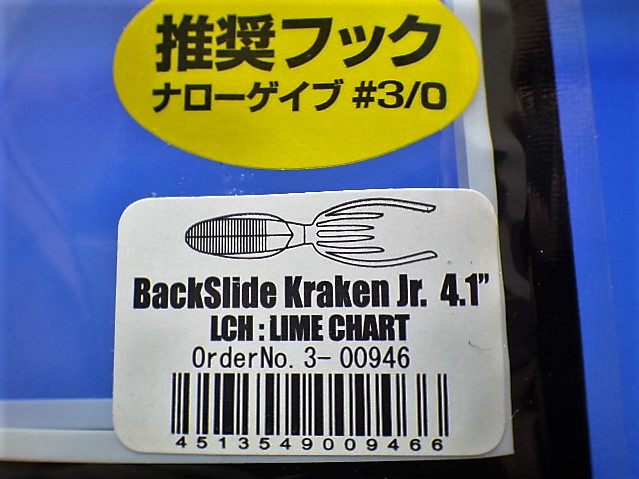 推奨フック
ナローゲイブ #3/0
BackSlide Kraken Jr. 4.1”
LCH : LIME CHART
OrderNo. 3-00946
4513549009466